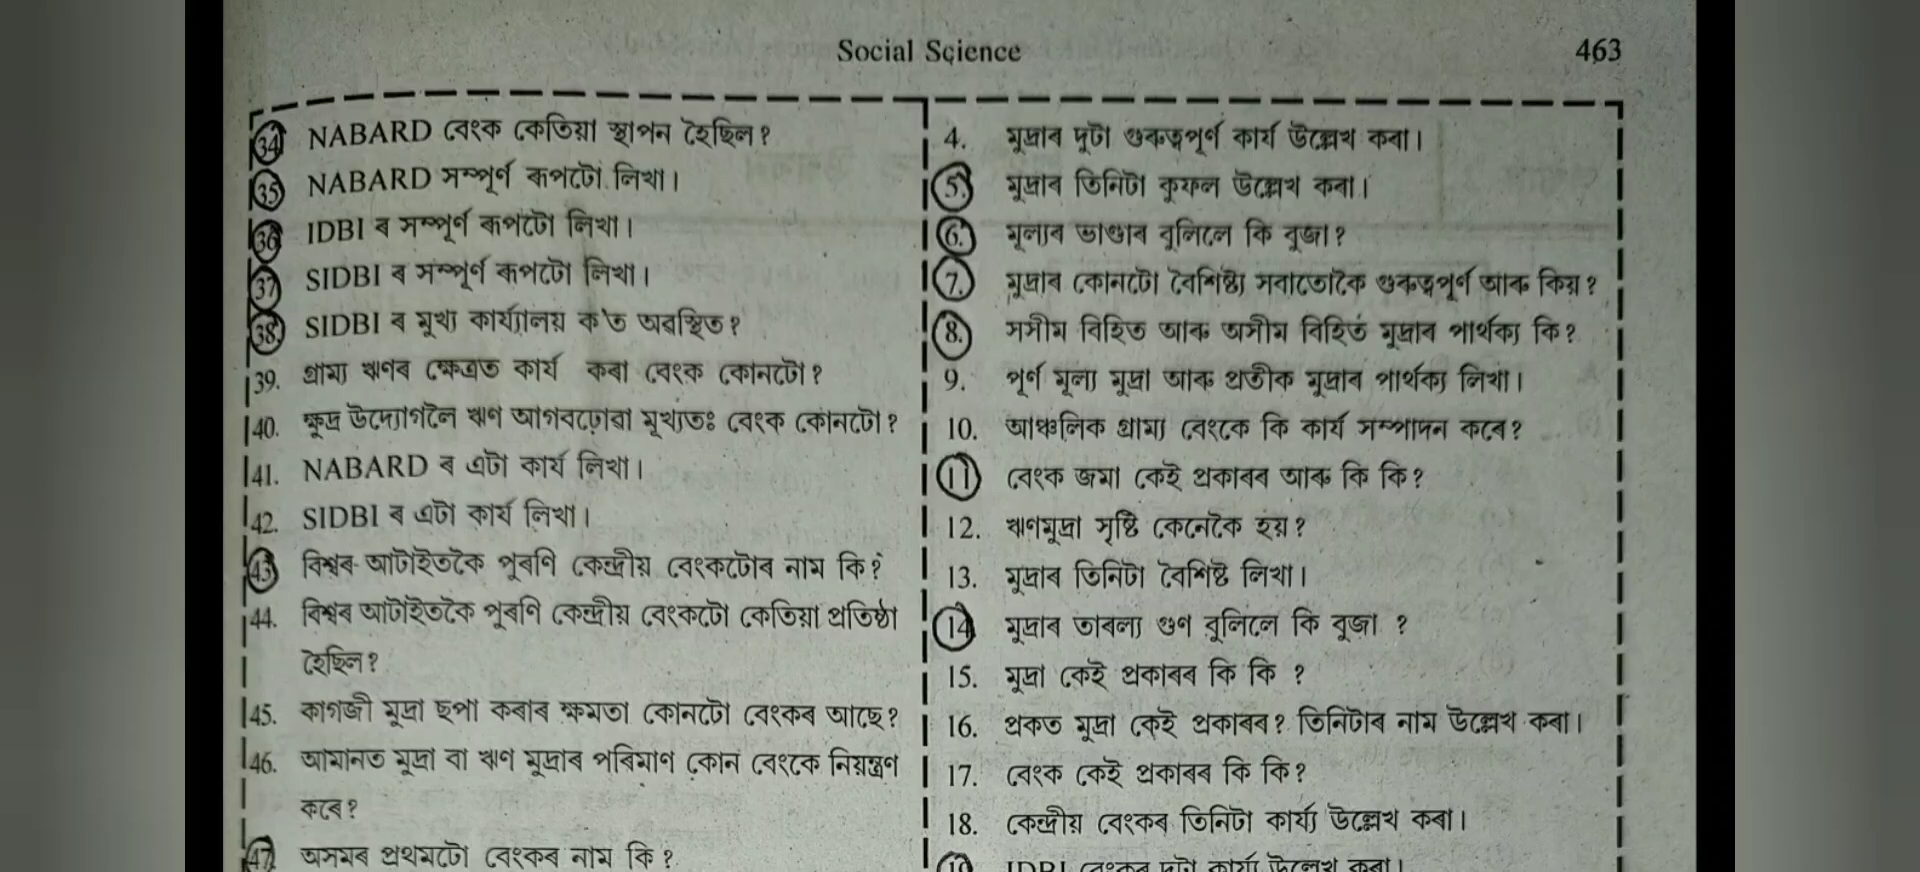 Social Science
463
34. NABARD বেংক কেতিয়া স্থাপন হৈছিল?
35. NABARD সম্পূৰ্ণ ৰূপটো লিখা।
36. IDBI ৰ সম্পূৰ্ণ ৰূপটো লিখা।
37. SIDBI ৰ সম্পূৰ্ণ ৰূপটো লিখা।
38. SIDBI ৰ মুখ্য কাৰ্য্যালয় ক'ত অৱস্থিত?
39. গ্ৰাম্য ঋণৰ ক্ষেত্ৰত কাৰ্য কৰা বেংক কোনটো?
40. ক্ষুদ্ৰ উদ্যোগলৈ ঋণ আগবঢ়োৱা মূখ্যতঃ বেংক কোনটো?
41. NABARD ৰ এটা কাৰ্য লিখা।
42. SIDBI ৰ এটা কাৰ্য লিখা।
43. বিশ্বৰ আটাইতকৈ পুৰণি কেন্দ্ৰীয় বেংকটোৰ নাম কি?
44. বিশ্বৰ আটাইতকৈ পুৰণি কেন্দ্ৰীয় বেংকটো কেতিয়া প্ৰতিষ্ঠা
হৈছিল?
45. কাগজী মুদ্ৰা ছপা কৰাৰ ক্ষমতা কোনটো বেংকৰ আছে?
46. আমানত মুদ্ৰা বা ঋণ মুদ্ৰাৰ পৰিমাণ কোন বেংকে নিয়ন্ত্ৰণ
কৰে?
47. অসমৰ প্ৰথমটো বেংকৰ নাম কি?
4. মুদ্ৰাৰ দুটা গুৰুত্বপূৰ্ণ কাৰ্য উল্লেখ কৰা।
5. মুদ্ৰাৰ তিনিটা কুফল উল্লেখ কৰা।
6. মূল্যৰ ভাণ্ডাৰ বুলিলে কি বুজা?
7. মুদ্ৰাৰ কোনটো বৈশিষ্ট্য সবাতোকৈ গুৰুত্বপূৰ্ণ আৰু কিয়?
8. সসীম বিহিত আৰু অসীম বিহিত মুদ্ৰাৰ পাৰ্থক্য কি?
9. পূৰ্ণ মূল্য মুদ্ৰা আৰু প্ৰতীক মুদ্ৰাৰ পাৰ্থক্য লিখা।
10. আঞ্চলিক গ্ৰাম্য বেংকে কি কাৰ্য সম্পাদন কৰে?
11. বেংক জমা কেই প্ৰকাৰৰ আৰু কি কি?
12. ঋণমুদ্ৰা সৃষ্টি কেনেকৈ হয়?
13. মুদ্ৰাৰ তিনিটা বৈশিষ্ট লিখা।
14. মুদ্ৰাৰ তাৰল্য গুণ বুলিলে কি বুজা ?
15. মুদ্ৰা কেই প্ৰকাৰৰ কি কি ?
16. প্ৰকত মুদ্ৰা কেই প্ৰকাৰৰ? তিনিটাৰ নাম উল্লেখ কৰা।
17. বেংক কেই প্ৰকাৰৰ কি কি?
18. কেন্দ্ৰীয় বেংকৰ তিনিটা কাৰ্য্য উল্লেখ কৰা।
19. IDBI বেংকৰ দুটা কাৰ্য্য উল্লেখ কৰা।